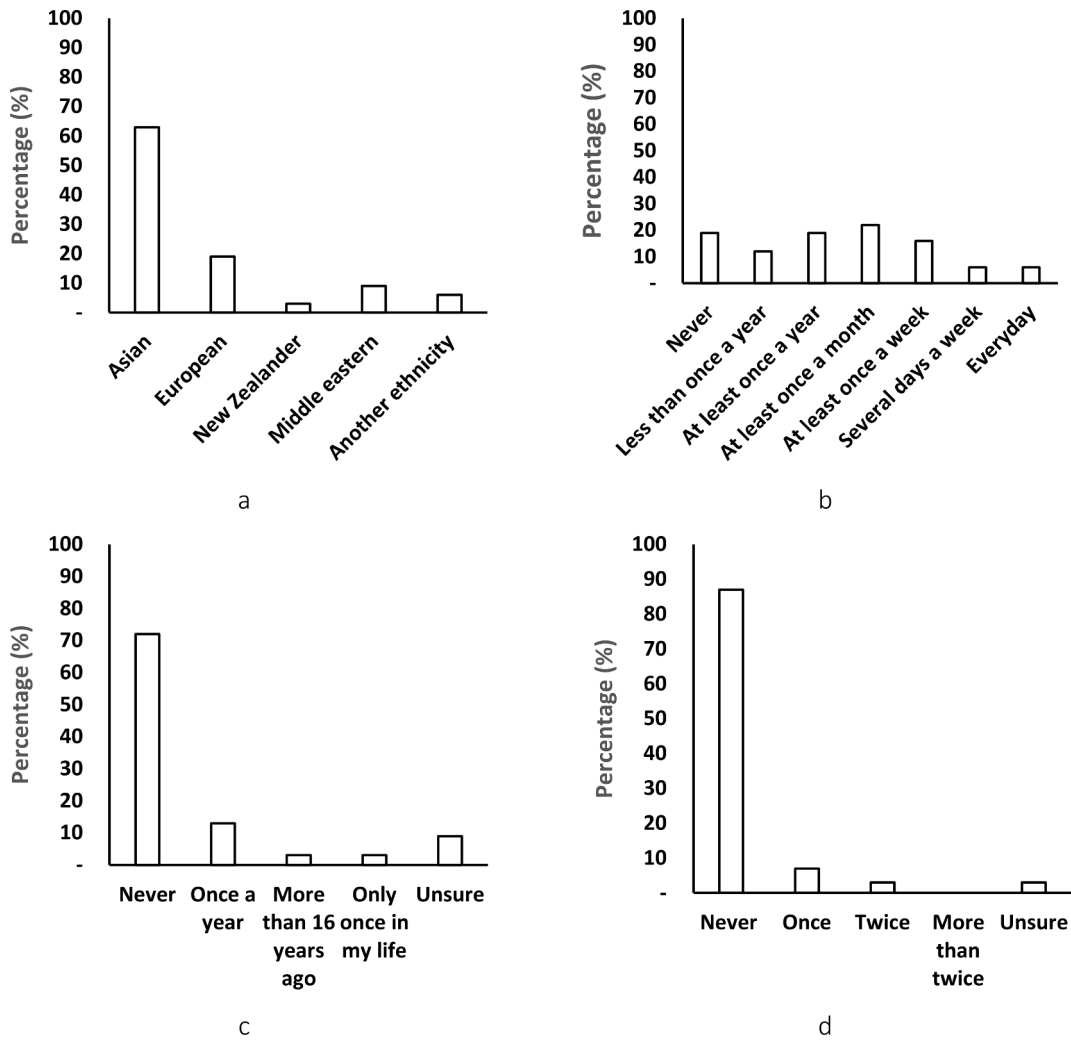 Percentage (%)
100
90
80
70
60
50
40
30
20
10
-
Asian
European
New Zealander
Middle eastern
Another ethnicity
a
Percentage (%)
100
90
80
70
60
50
40
30
20
10
-
Never
Less than once a year
At least once a year
At least once a month
At least once a week
Several days a week
Everyday
b
Percentage (%)
100
90
80
70
60
50
40
30
20
10
-
Never
Once a
year
More
than 16
years
ago
Only
once in
my life
Unsure
c
Percentage (%)
100
90
80
70
60
50
40
30
20
10
-
Never
Once
Twice
More
than
twice
Unsure
d